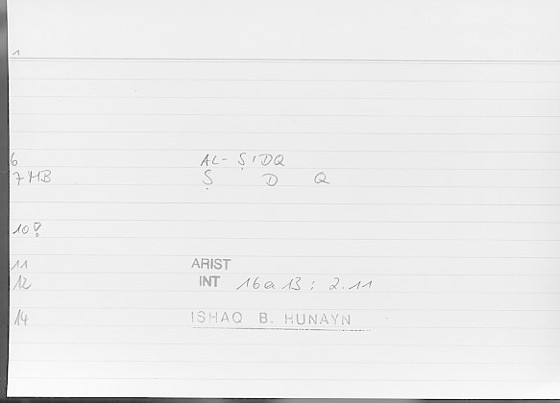 1
6 AL-ṢIDQ
7 MB Ṣ D Q
10
11 ARIST
12 INT 16a13 : 2.11
14 ISHAQ B. HUNAYN